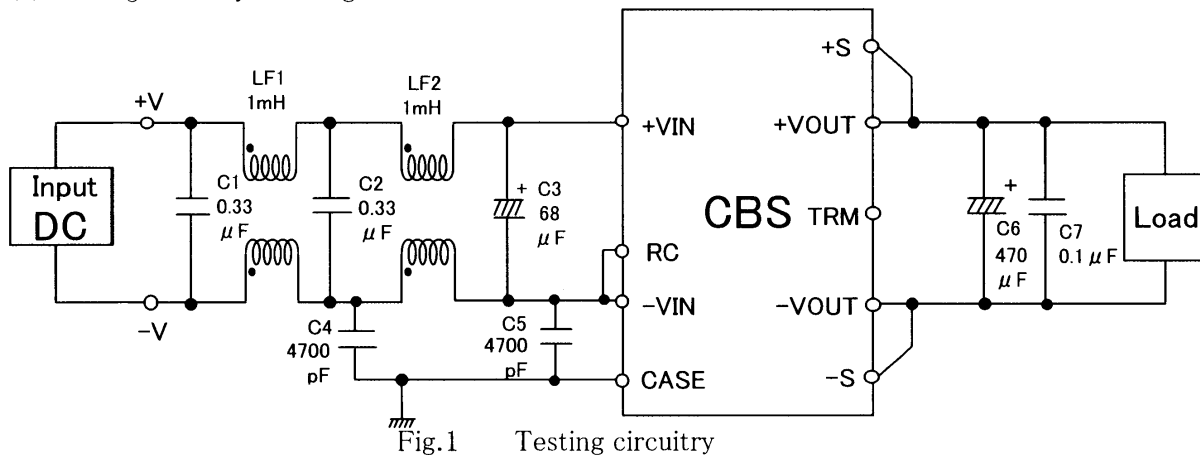 LF1
1mH
LF2
1mH
+V
-V
Input
DC
C1
0.33
μF
C2
0.33
μF
+
C3
68
μF
C4
4700
pF
C5
4700
pF
+VIN
RC
-VIN
CASE
CBS
+S
+VOUT
TRM
-VOUT
-S
+
C6
470
μF
C7
0.1μF
Load
Fig.1 Testing circuitry